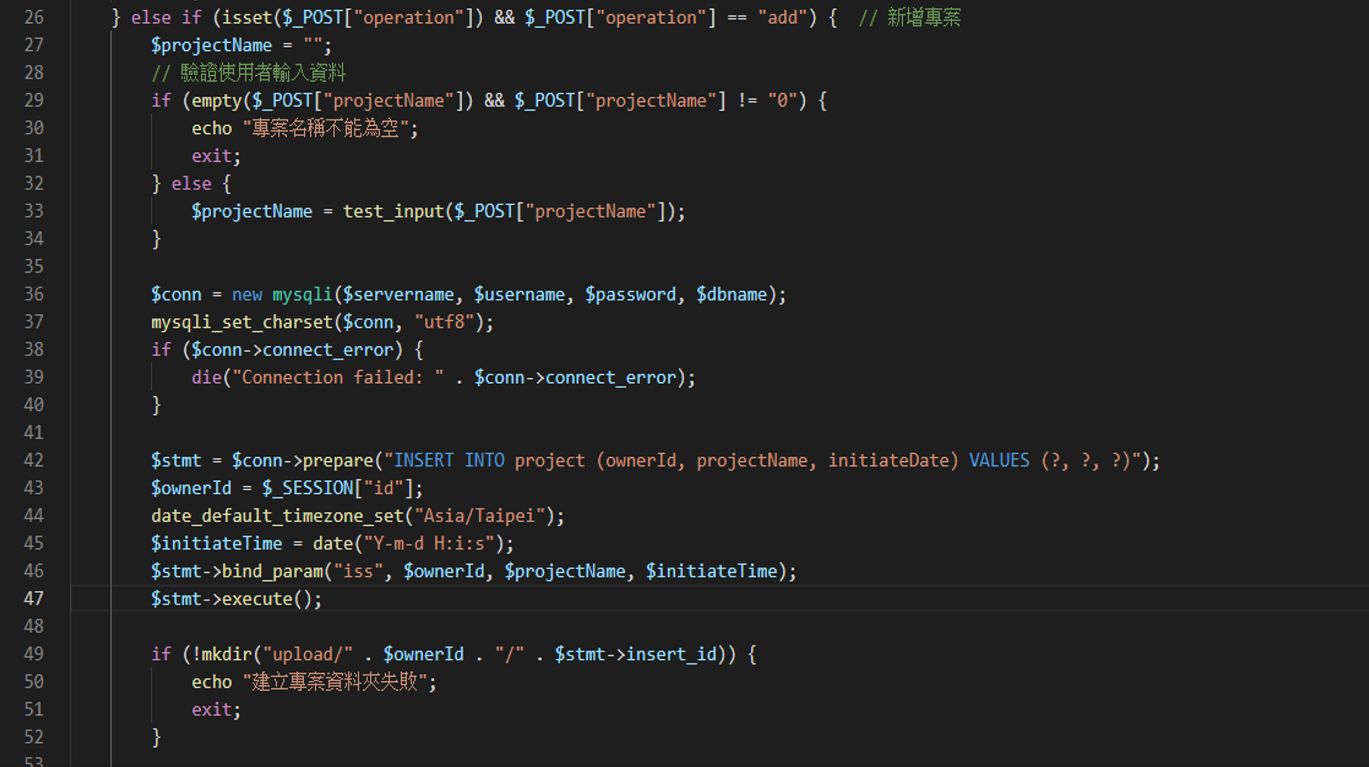 26 } else if (isset($_POST["operation"]) && $_POST["operation"] == "add") {  // 新增專案
27 $projectName = "";
28 // 驗證使用者輸入資料
29 if (empty($_POST["projectName"]) && $_POST["projectName"] != "0") {
30 echo "專案名稱不能為空";
31 exit;
32 } else {
33 $projectName = test_input($_POST["projectName"]);
34 }
35
36 $conn = new mysqli($servername, $username, $password, $dbname);
37 mysqli_set_charset($conn, "utf8");
38 if ($conn->connect_error) {
39 die("Connection failed: " . $conn->connect_error);
40 }
41
42 $stmt = $conn->prepare("INSERT INTO project (ownerId, projectName, initiateDate) VALUES (?, ?, ?)");
43 $ownerId = $_SESSION["id"];
44 date_default_timezone_set("Asia/Taipei");
45 $initiateTime = date("Y-m-d H:i:s");
46 $stmt->bind_param("iss", $ownerId, $projectName, $initiateTime);
47 $stmt->execute();
48
49 if (!mkdir("upload/" . $ownerId . "/" . $stmt->insert_id)) {
50 echo "建立專案資料夾失敗";
51 exit;
52 }
53